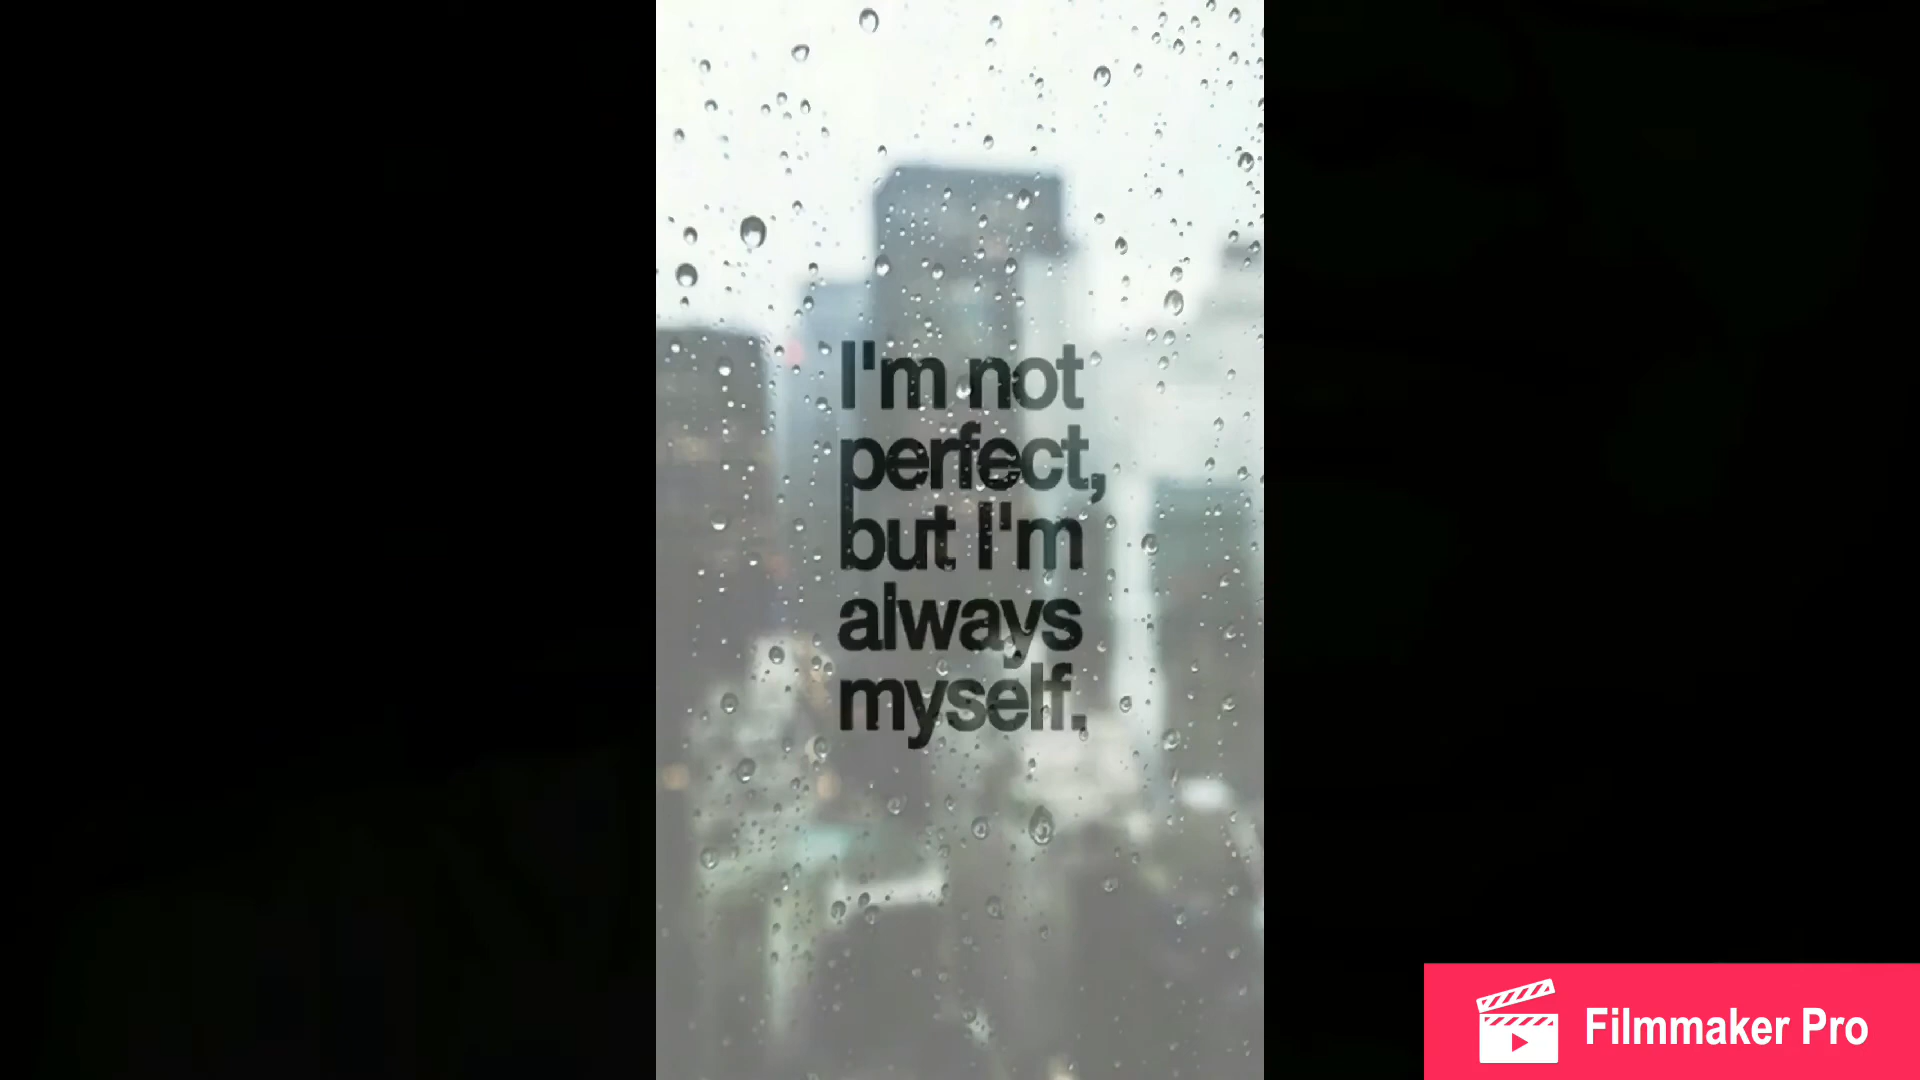 I'm not
perfect,
but I'm
always
myself.
Filmmaker Pro